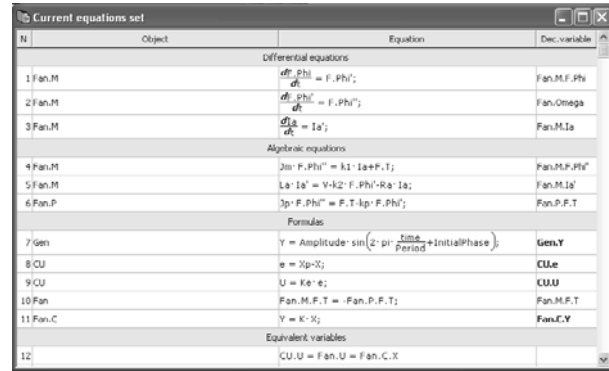 Current equations set
N Object Equation Dec.variable
Differential equations
1 Fan.M dF.Phi/dt = F.Phi'; Fan.M.F.Phi
2 Fan.M dF.Phi'/dt = F.Phi''; Fan.Omega
3 Fan.M dIa/dt = Ia'; Fan.M.Ia
Algebraic equations
4 Fan.M Jm· F.Phi'' = k1· Ia+F.T; Fan.M.F.Phi''
5 Fan.M La· Ia' = V-k2· F.Phi'-Ra· Ia; Fan.M.Ia'
6 Fan.P Jp· F.Phi'' = F.T-kp· F.Phi'; Fan.P.F.T
Formulas
7 Gen Y = Amplitude· sin(2· pi· time/Period+InitialPhase); Gen.Y
8 CU e = Xp-X; CU.e
9 CU U = Ke· e; CU.U
10 Fan Fan.M.F.T = -Fan.P.F.T; Fan.M.F.T
11 Fan.C Y = K· X; Fan.C.Y
Equivalent variables
12 CU.U = Fan.U = Fan.C.X